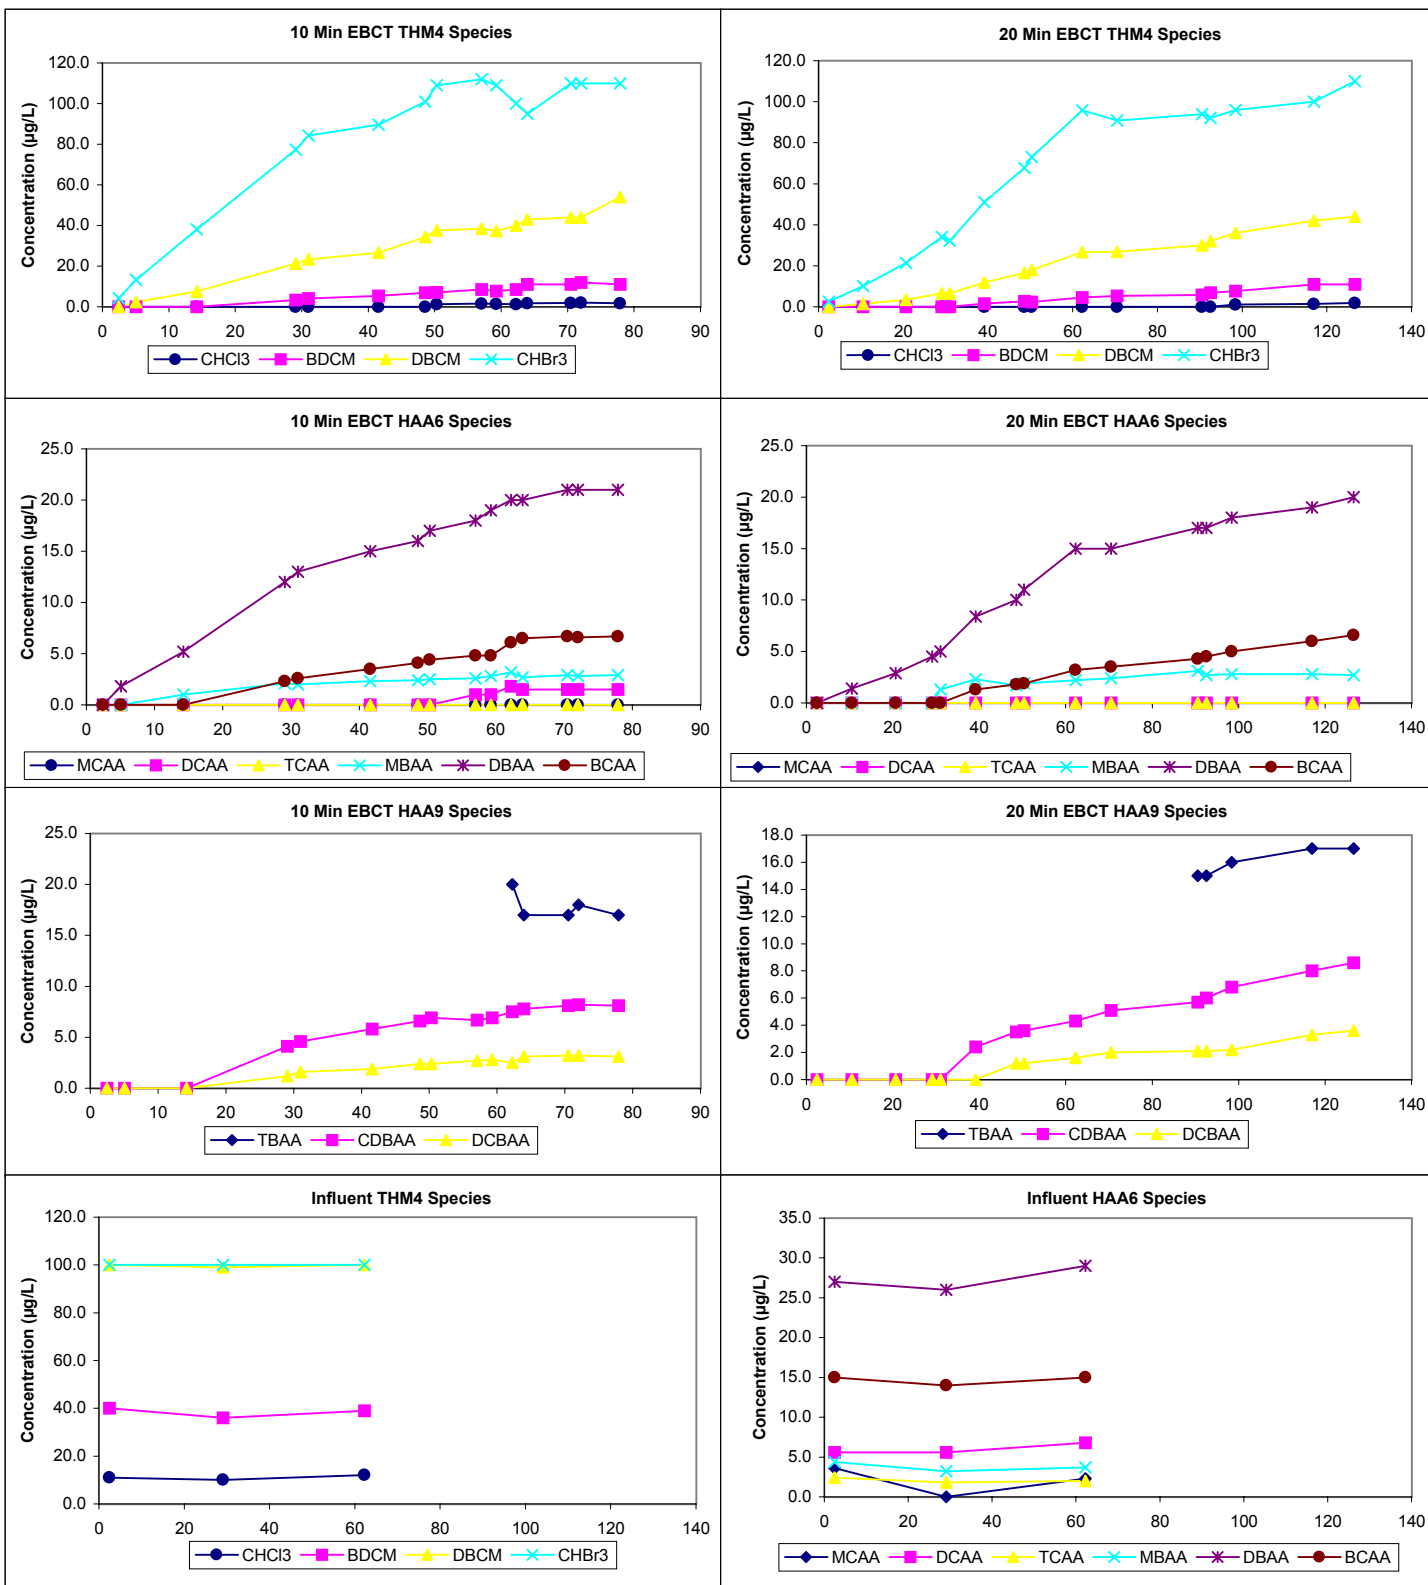 10 Min EBCT THM4 Species
Concentration (µg/L)
120.0
100.0
80.0
60.0
40.0
20.0
0.0
0 10 20 30 40 50 60 70 80 90
CHCl3 BDCM DBCM CHBr3
20 Min EBCT THM4 Species
Concentration (µg/L)
120.0
100.0
80.0
60.0
40.0
20.0
0.0
0 20 40 60 80 100 120 140
CHCl3 BDCM DBCM CHBr3
10 Min EBCT HAA6 Species
Concentration (µg/L)
25.0
20.0
15.0
10.0
5.0
0.0
0 10 20 30 40 50 60 70 80 90
MCAA DCAA TCAA MBAA DBAA BCAA
20 Min EBCT HAA6 Species
Concentration (µg/L)
25.0
20.0
15.0
10.0
5.0
0.0
0 20 40 60 80 100 120 140
MCAA DCAA TCAA MBAA DBAA BCAA
10 Min EBCT HAA9 Species
Concentration (µg/L)
25.0
20.0
15.0
10.0
5.0
0.0
0 10 20 30 40 50 60 70 80 90
TBAA CDBAA DCBAA
20 Min EBCT HAA9 Species
Concentration (µg/L)
18.0
16.0
14.0
12.0
10.0
8.0
6.0
4.0
2.0
0.0
0 20 40 60 80 100 120 140
TBAA CDBAA DCBAA
Influent THM4 Species
Concentration (µg/L)
120.0
100.0
80.0
60.0
40.0
20.0
0.0
0 20 40 60 80 100 120 140
CHCl3 BDCM DBCM CHBr3
Influent HAA6 Species
Concentration (µg/L)
35.0
30.0
25.0
20.0
15.0
10.0
5.0
0.0
0 20 40 60 80 100 120 140
MCAA DCAA TCAA MBAA DBAA BCAA